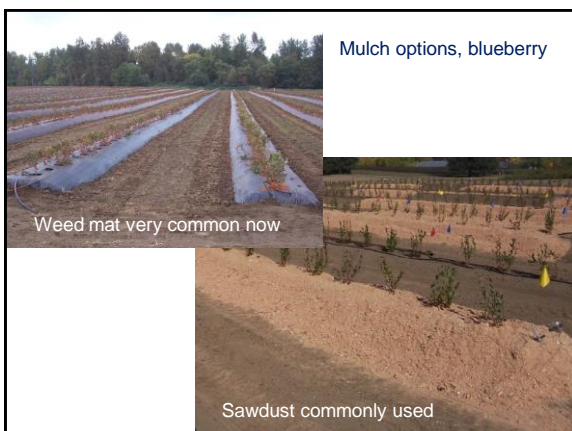 Mulch options, blueberry
Weed mat very common now
Sawdust commonly used